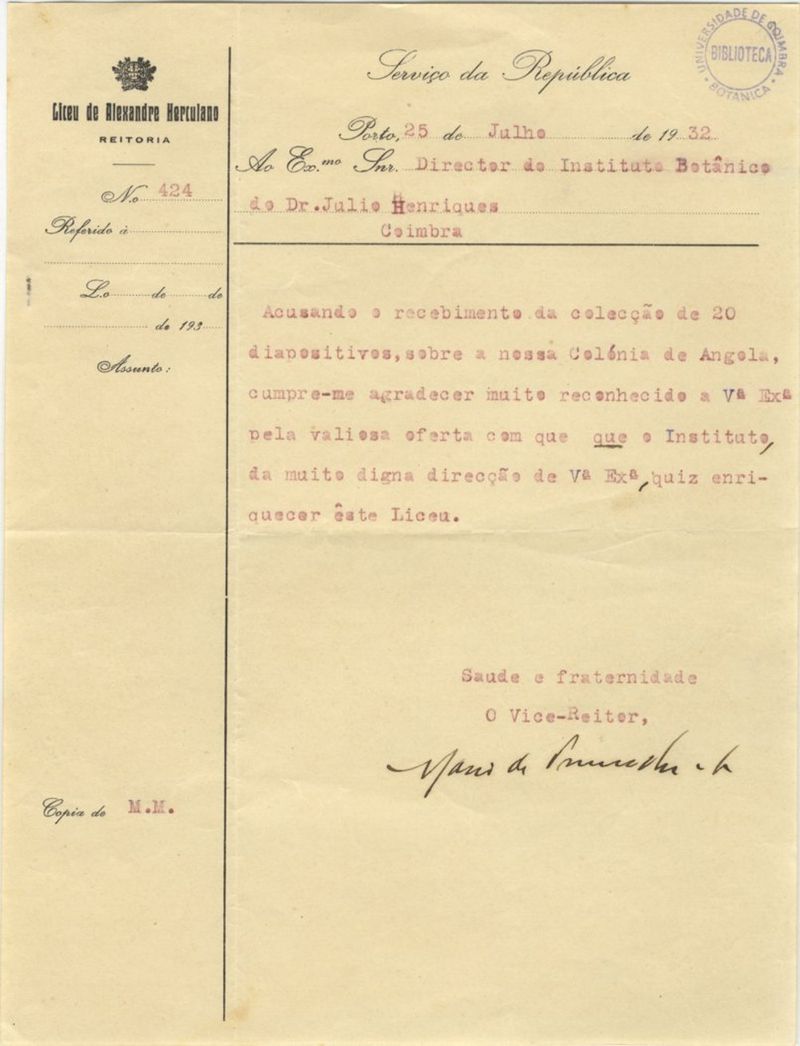 UNIVERSIDADE DE COIMBRA
BIBLIOTECA
BOTANICA
Liceu de Alexandre Herculano
REITORIA
N.o 424
Referido á
L.o de de
de 193
Assunto:
Copia de M.M.
Serviço da República
Porto, 25 de Julho de 1932
Ao Ex.mo Snr. Director do Instituto Botânico
do Dr.Julio Henriques
Coimbra
Acusando o recebimento da colecção de 20
diapositivos,sobre a nossa Colónia de Angola,
cumpre-me agradecer muito reconhecido a Vª Exª
pela valiosa oferta com que que o Instituto,
da muito digna direcção de Vª Exª,quiz enri-
quecer êste Liceu.
Saude e fraternidade
O Vice-Reitor,